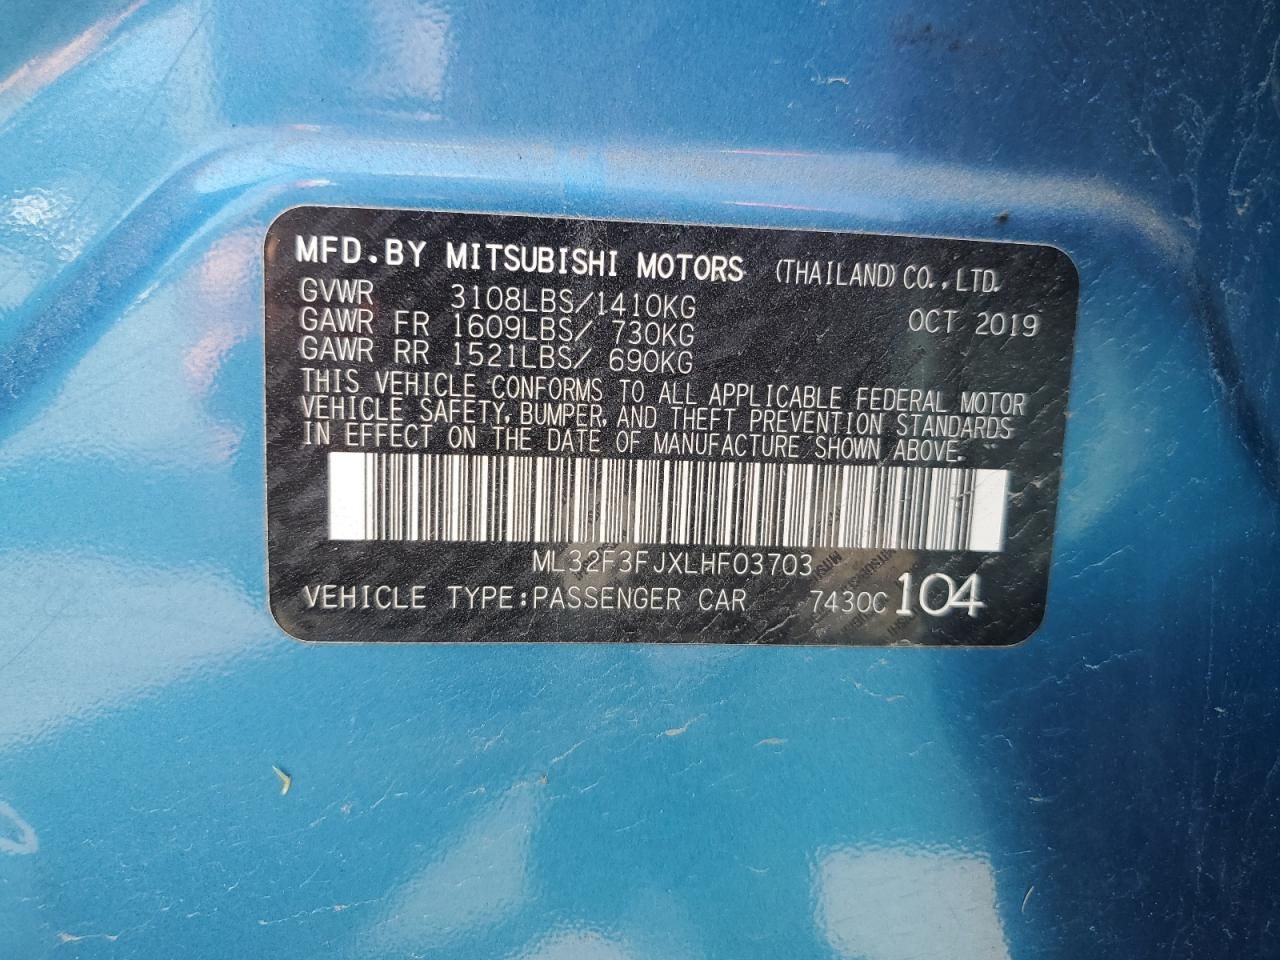 MFD.BY MITSUBISHI MOTORS (THAILAND) CO.,LTD.
GVWR 3108LBS/1410KG OCT 2019
GAWR FR 1609LBS/ 730KG
GAWR RR 1521LBS/ 690KG
THIS VEHICLE CONFORMS TO ALL APPLICABLE FEDERAL MOTOR
VEHICLE SAFETY, BUMPER, AND THEFT PREVENTION STANDARDS
IN EFFECT ON THE DATE OF MANUFACTURE SHOWN ABOVE.
ML32F3FJXLHF03703
VEHICLE TYPE:PASSENGER CAR 7430C 104